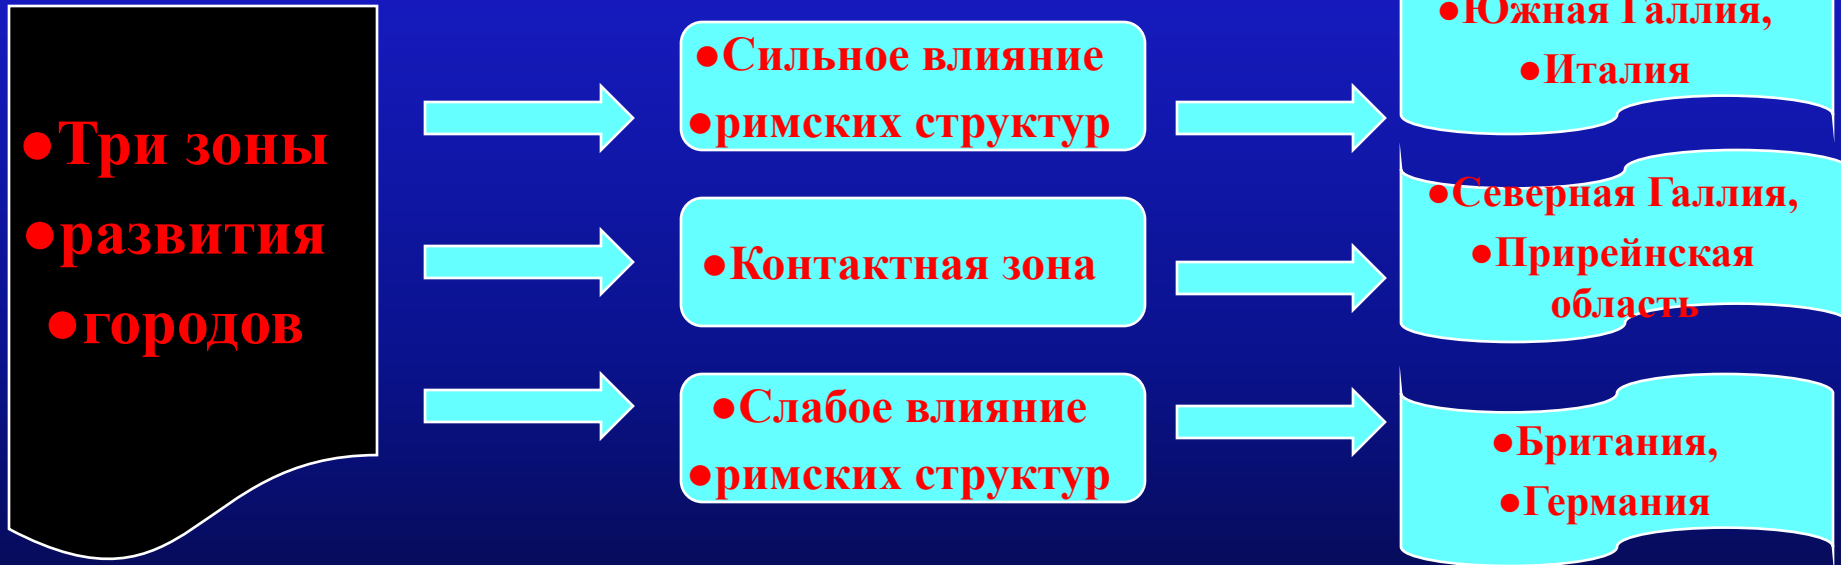 ●Три зоны
●развития
●городов
●Сильное влияние
●римских структур
●Южная Галлия,
●Италия
●Контактная зона
●Северная Галлия,
●Прирейнская
область
●Слабое влияние
●римских структур
●Британия,
●Германия